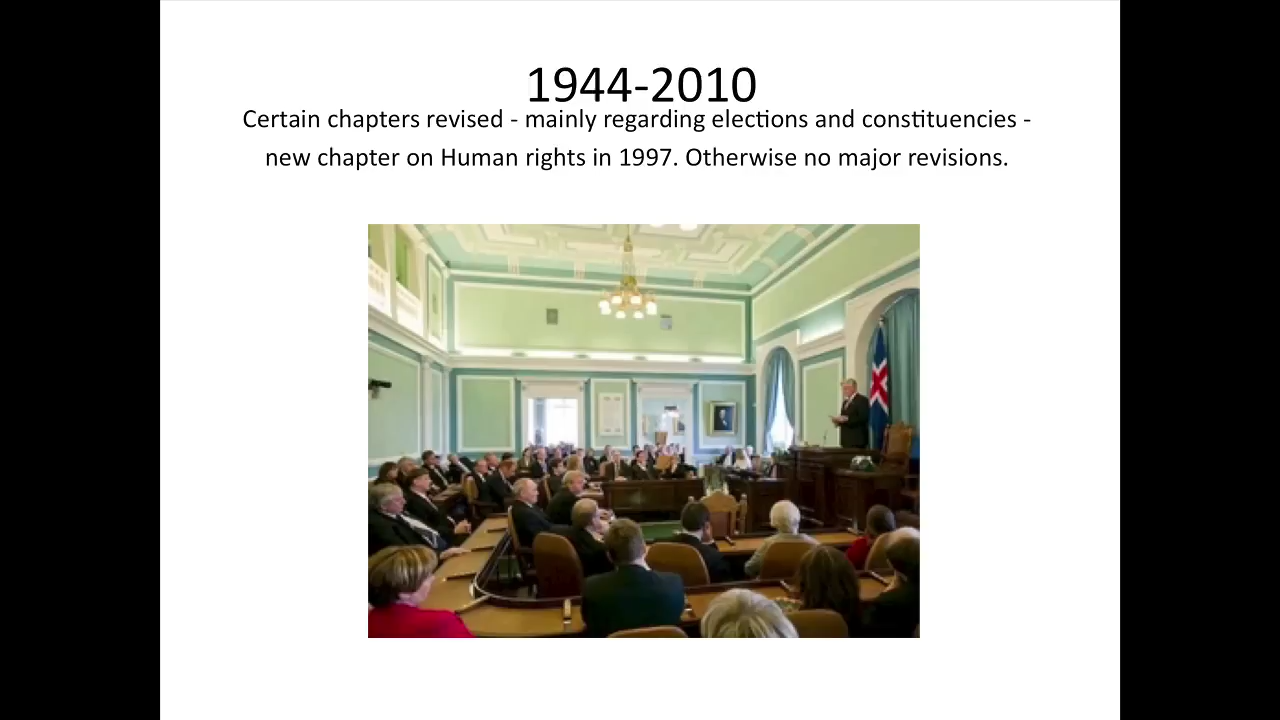 1944-2010
Certain chapters revised - mainly regarding elections and constituencies -
new chapter on Human rights in 1997. Otherwise no major revisions.